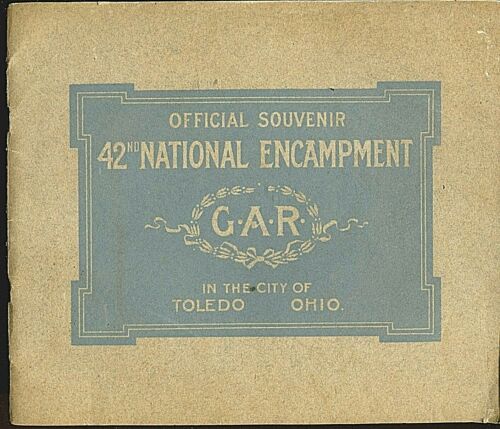 OFFICIAL SOUVENIR
42ND NATIONAL ENCAMPMENT
G·A·R·
IN THE CITY OF
TOLEDO OHIO.